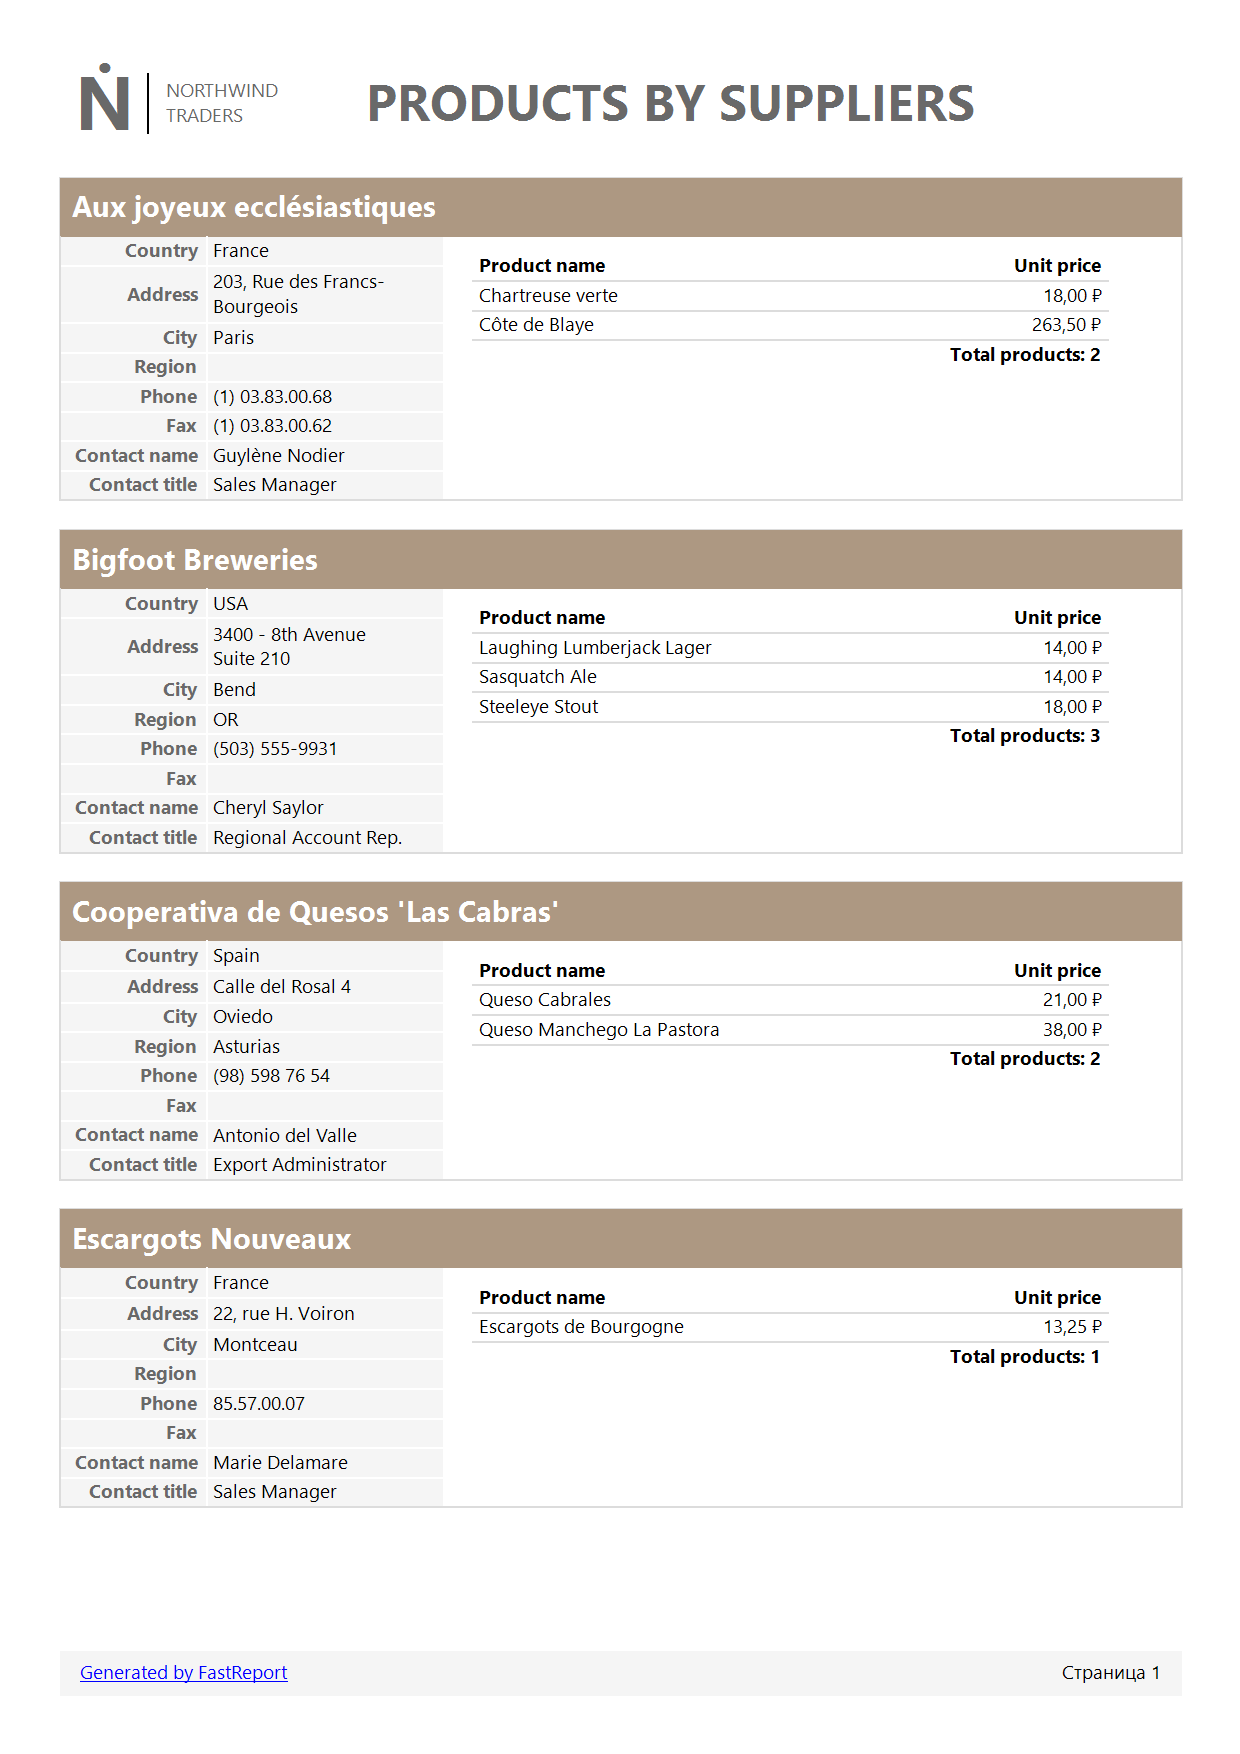 N
NORTHWIND
TRADERS
PRODUCTS BY SUPPLIERS
Aux joyeux ecclésiastiques
Country France
Address 203, Rue des Francs-
Bourgeois
City Paris
Region
Phone (1) 03.83.00.68
Fax (1) 03.83.00.62
Contact name Guylène Nodier
Contact title Sales Manager
Product name Unit price
Chartreuse verte 18,00 ₽
Côte de Blaye 263,50 ₽
Total products: 2
Bigfoot Breweries
Country USA
Address 3400 - 8th Avenue
Suite 210
City Bend
Region OR
Phone (503) 555-9931
Fax
Contact name Cheryl Saylor
Contact title Regional Account Rep.
Product name Unit price
Laughing Lumberjack Lager 14,00 ₽
Sasquatch Ale 14,00 ₽
Steeleye Stout 18,00 ₽
Total products: 3
Cooperativa de Quesos 'Las Cabras'
Country Spain
Address Calle del Rosal 4
City Oviedo
Region Asturias
Phone (98) 598 76 54
Fax
Contact name Antonio del Valle
Contact title Export Administrator
Product name Unit price
Queso Cabrales 21,00 ₽
Queso Manchego La Pastora 38,00 ₽
Total products: 2
Escargots Nouveaux
Country France
Address 22, rue H. Voiron
City Montceau
Region
Phone 85.57.00.07
Fax
Contact name Marie Delamare
Contact title Sales Manager
Product name Unit price
Escargots de Bourgogne 13,25 ₽
Total products: 1
Generated by FastReport
Страница 1